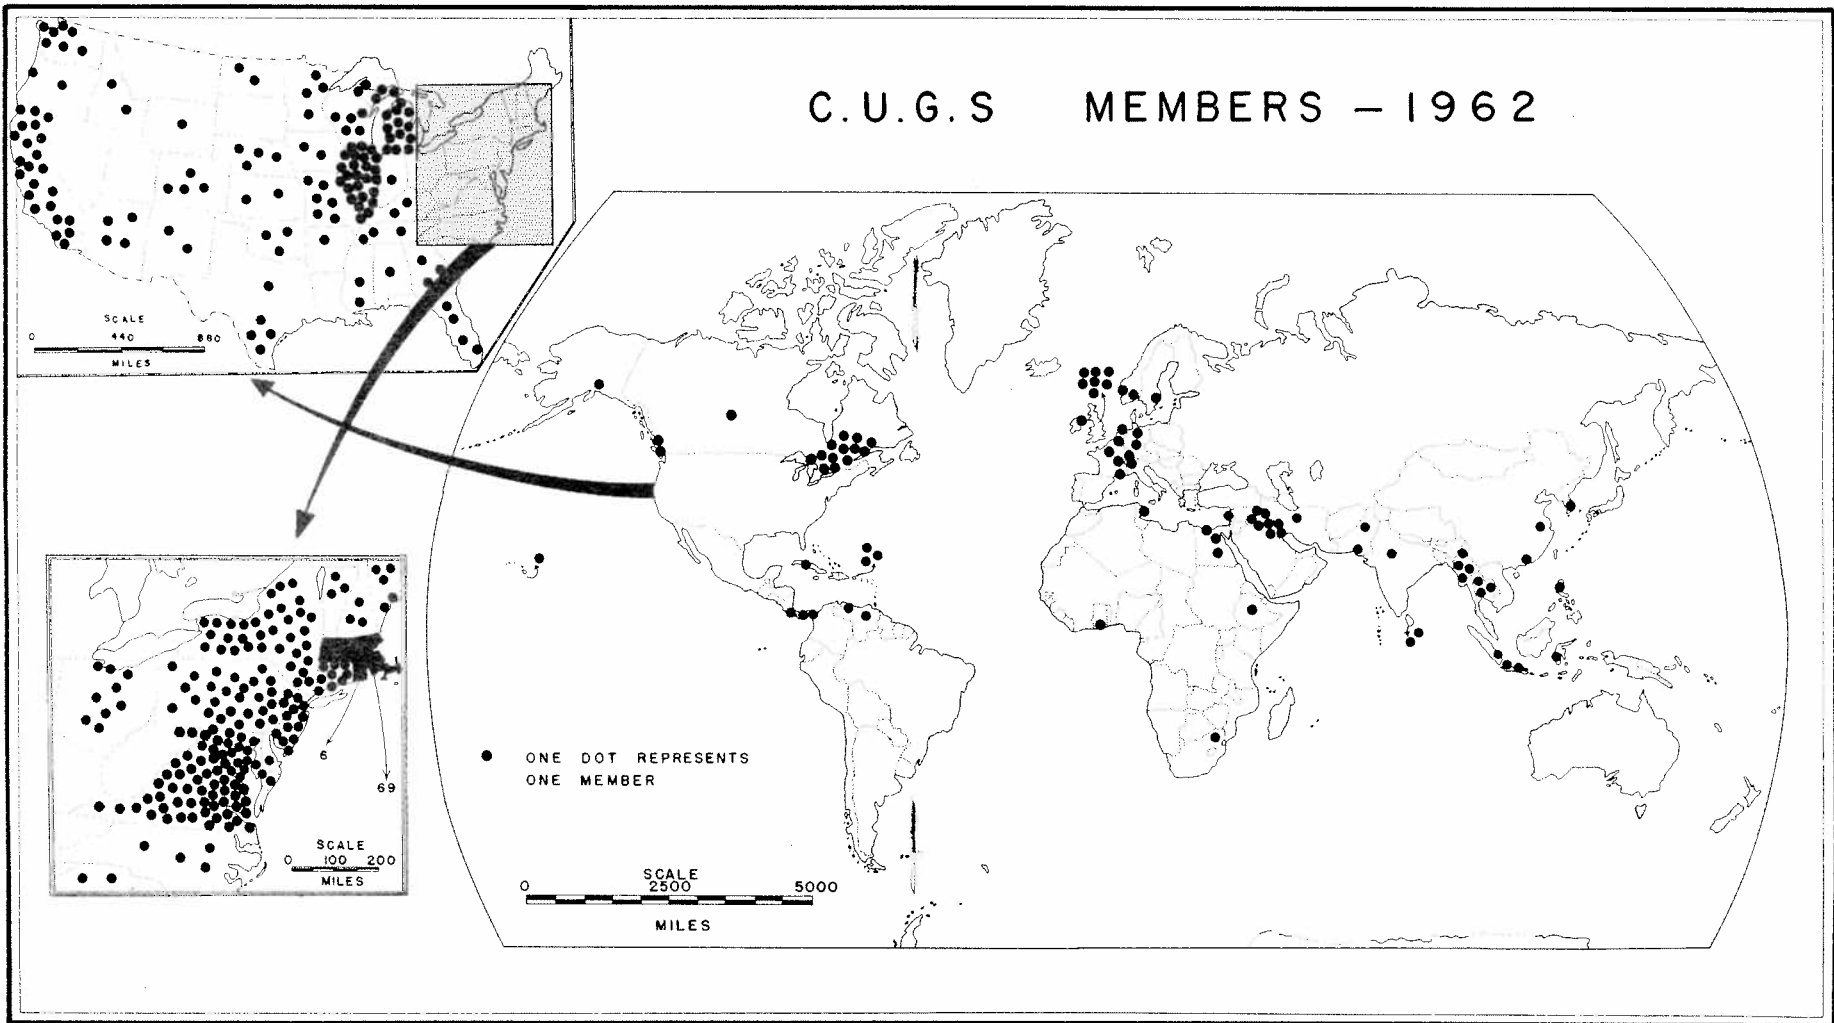 C.U.G.S MEMBERS – 1962
SCALE
0 440 880
MILES
6
69
SCALE
0 100 200
MILES
ONE DOT REPRESENTS
ONE MEMBER
SCALE
0 2500 5000
MILES